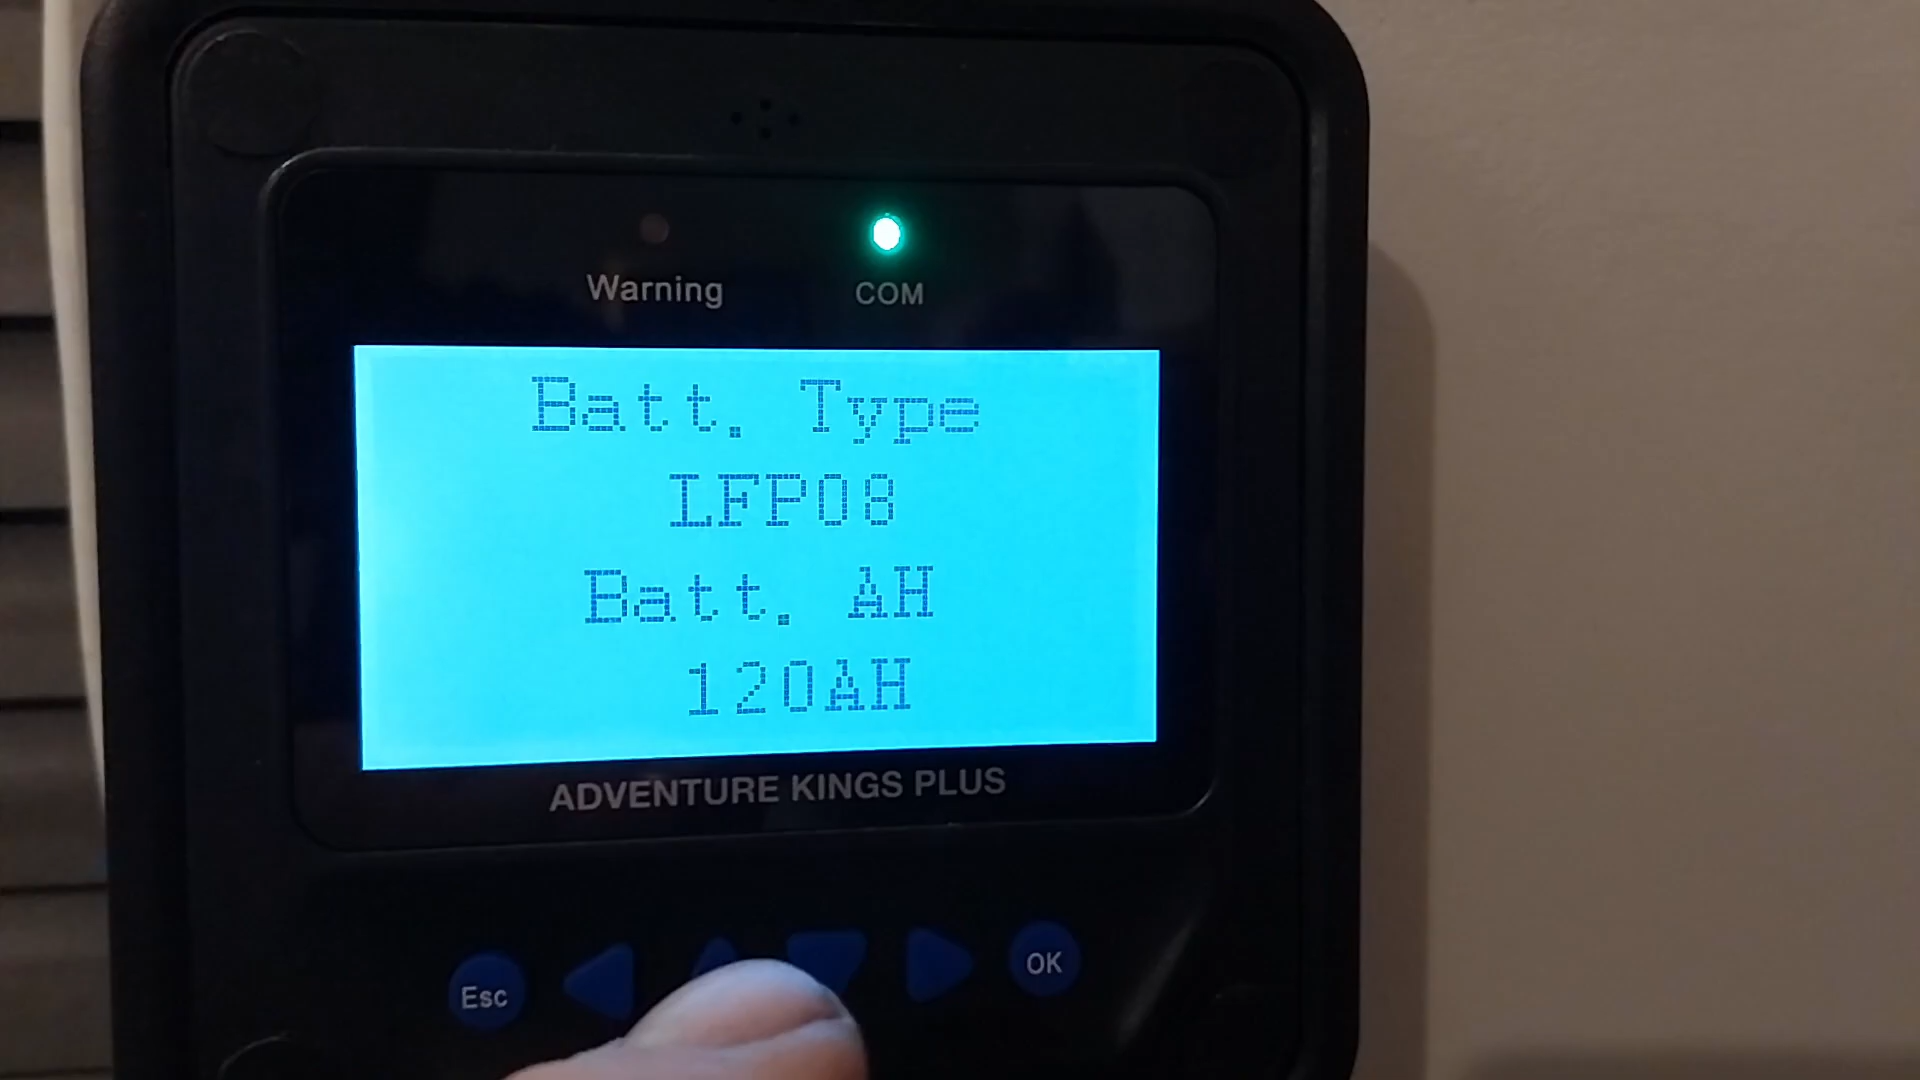 Warning COM
Batt. Type
LFP08
Batt. AH
120AH
ADVENTURE KINGS PLUS
Esc OK